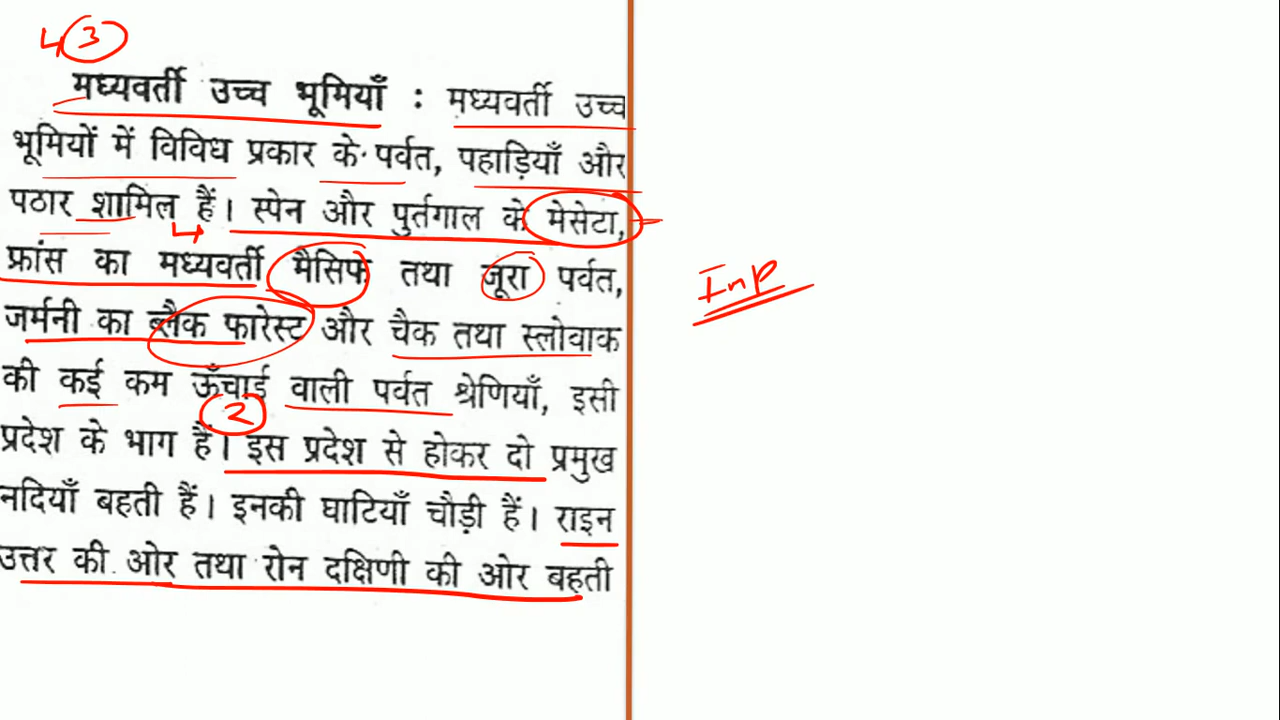 3
मध्यवर्ती उच्च भूमियाँ : मध्यवर्ती उच्च
भूमियों में विविध प्रकार के पर्वत, पहाड़ियाँ और
पठार शामिल हैं। स्पेन और पुर्तगाल के मेसेटा,
फ्रांस का मध्यवर्ती मैसिफ तथा जूरा पर्वत,
जर्मनी का ब्लैक फारेस्ट और चैक तथा स्लोवाक
की कई कम ऊँचाई वाली पर्वत श्रेणियाँ, इसी
2
प्रदेश के भाग हैं। इस प्रदेश से होकर दो प्रमुख
नदियाँ बहती हैं। इनकी घाटियाँ चौड़ी हैं। राइन
उत्तर की ओर तथा रोन दक्षिणी की ओर बहती
Imp